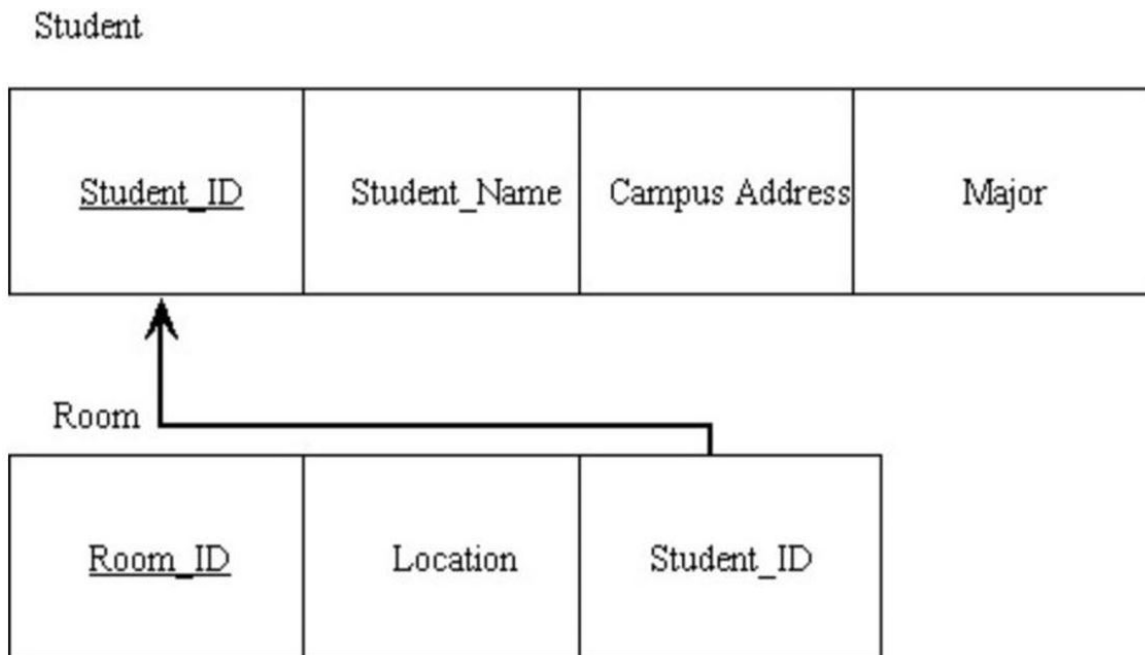 Student
Student_ID Student_Name Campus Address Major
Room
Room_ID Location Student_ID